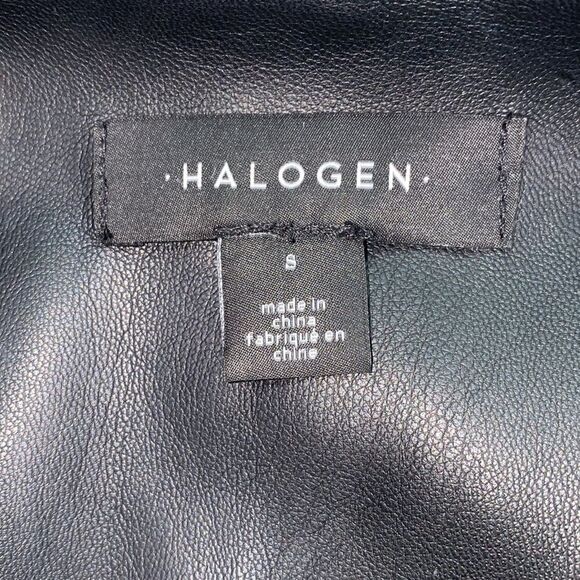 ·HALOGEN·
S
made in
china
fabriqué en
chine